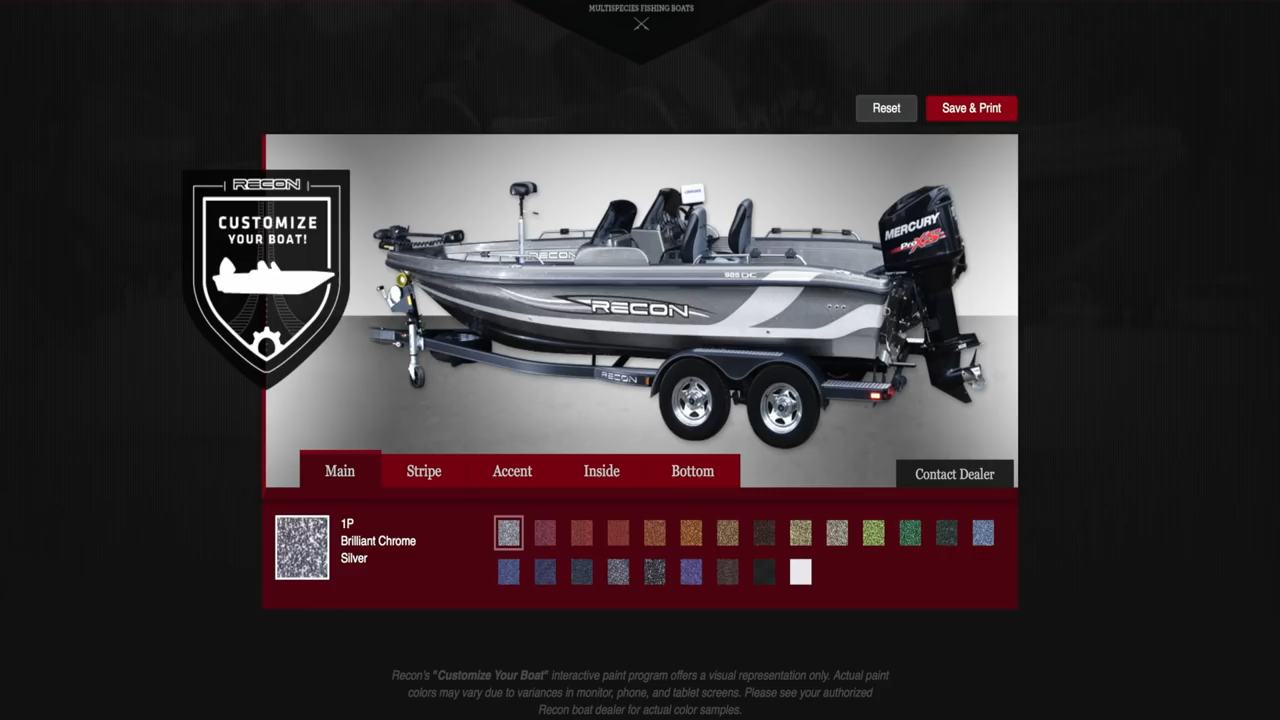 MULTISPECIES FISHING BOATS
Reset
Save & Print
RECON
CUSTOMIZE
YOUR BOAT!
MERCURY
Pro XS
RECON
985 DC
RECON
RECON
Main
Stripe
Accent
Inside
Bottom
Contact Dealer
1P
Brilliant Chrome
Silver
Recon's "Customize Your Boat" interactive paint program offers a visual representation only. Actual paint
colors may vary due to variances in monitor, phone, and tablet screens. Please see your authorized
Recon boat dealer for actual color samples.